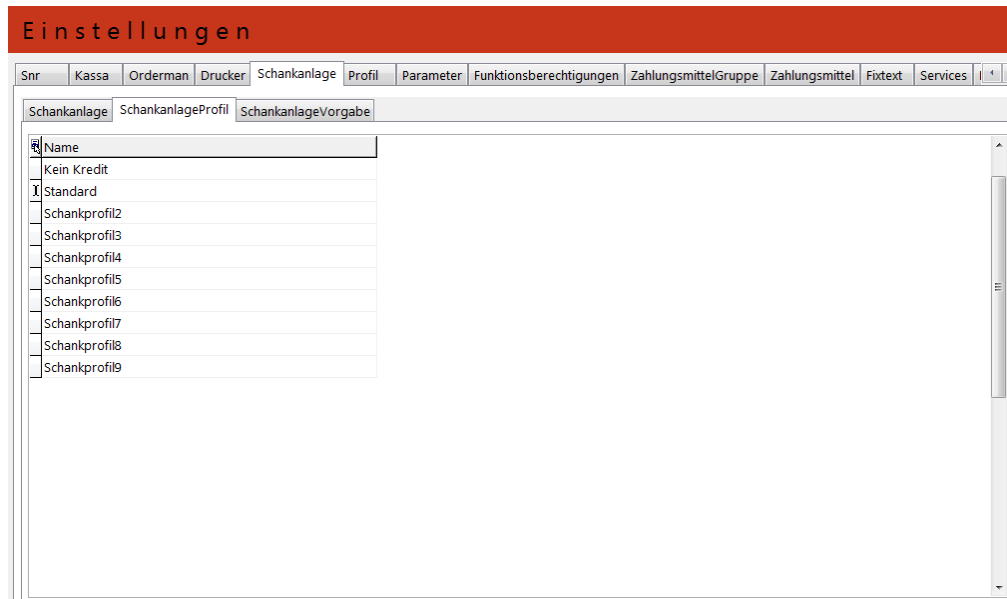 Einstellungen
Snr Kassa Orderman Drucker Schankanlage Profil Parameter Funktionsberechtigungen ZahlungsmittelGruppe Zahlungsmittel Fixtext Services
Schankanlage SchankanlageProfil SchankanlageVorgabe
Name
Kein Kredit
Standard
Schankprofil2
Schankprofil3
Schankprofil4
Schankprofil5
Schankprofil6
Schankprofil7
Schankprofil8
Schankprofil9